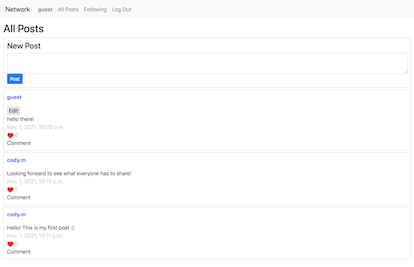 Network guest All Posts Following Log Out
All Posts
New Post
Post
guest
Edit
hello there!
Nov. 1, 2021, 10:20 p.m.
0
Comment
cody.m
Looking forward to see what everyone has to share!
Nov. 1, 2021, 10:13 p.m.
1
Comment
cody.m
Hello! This is my first post :)
Nov. 1, 2021, 10:11 p.m.
0
Comment